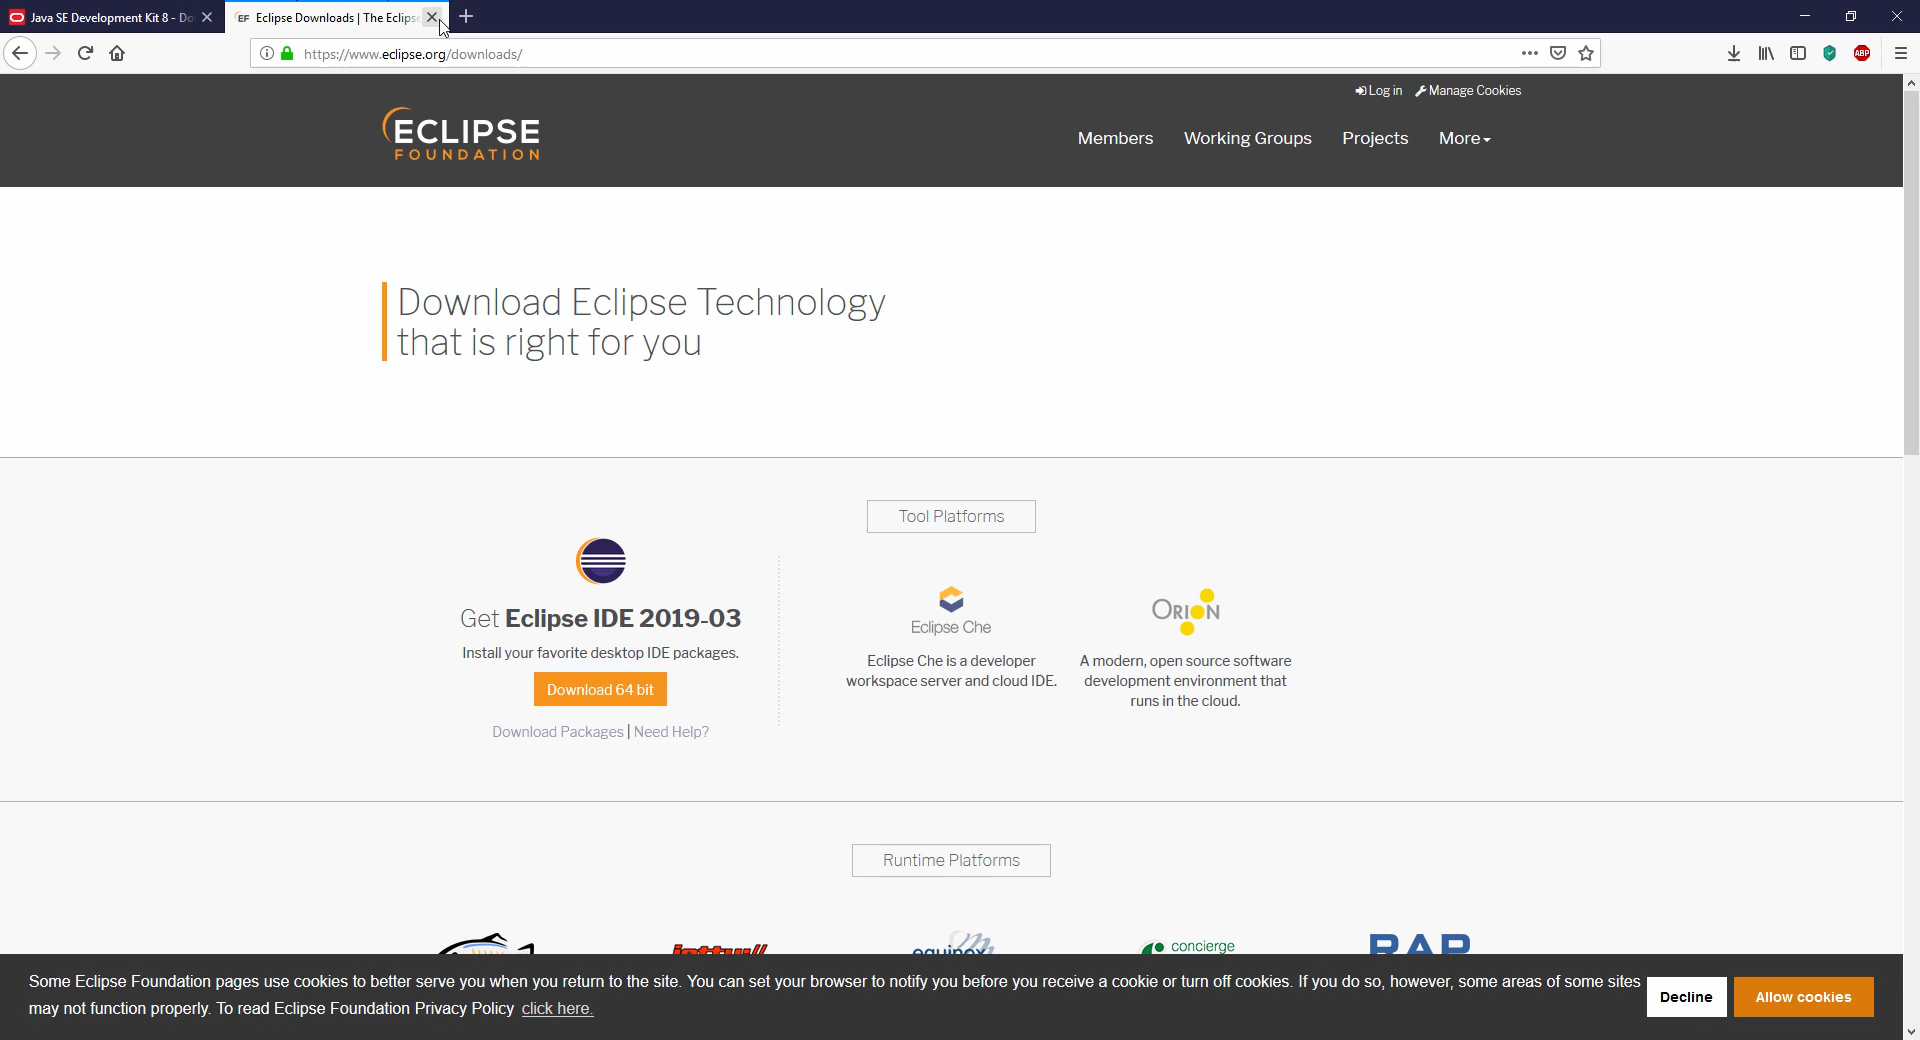 Java SE Development Kit 8 - Do
EF Eclipse Downloads | The Eclipse
https://www.eclipse.org/downloads/
ABP
Log in Manage Cookies
ECLIPSE
FOUNDATION
Members Working Groups Projects More
Download Eclipse Technology
that is right for you
Tool Platforms
Get Eclipse IDE 2019-03
Install your favorite desktop IDE packages.
Download 64 bit
Download Packages | Need Help?
Eclipse Che
Eclipse Che is a developer
workspace server and cloud IDE.
ORION
A modern, open source software
development environment that
runs in the cloud.
Runtime Platforms
jetty://
equinox
concierge
RAP
Some Eclipse Foundation pages use cookies to better serve you when you return to the site. You can set your browser to notify you before you receive a cookie or turn off cookies. If you do so, however, some areas of some sites
may not function properly. To read Eclipse Foundation Privacy Policy click here.
Decline
Allow cookies